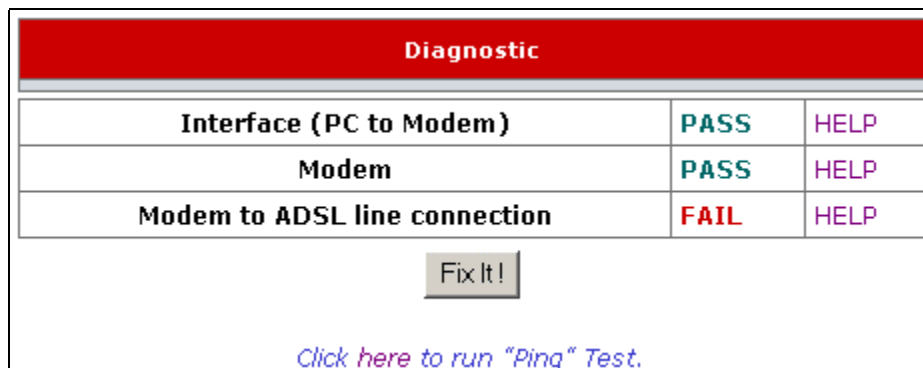 Diagnostic
Interface (PC to Modem) PASS HELP
Modem PASS HELP
Modem to ADSL line connection FAIL HELP
Fix It!
Click here to run "Ping" Test.